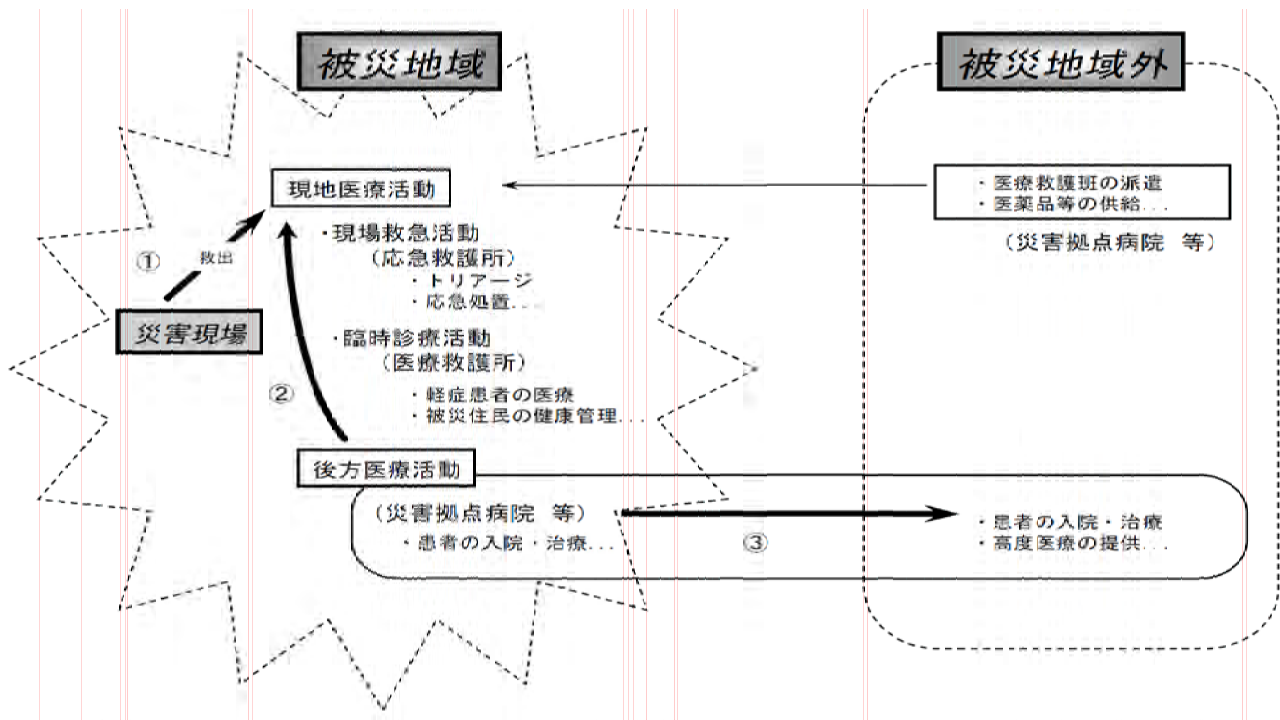 被災地域
被災地域外
現地医療活動
・医療救護班の派遣
・医薬品等の供給...
(災害拠点病院 等)
① 救出
・現場救急活動
(応急救護所)
・トリアージ
・応急処置...
災害現場
・臨時診療活動
(医療救護所)
②
・軽症患者の医療
・被災住民の健康管理...
後方医療活動
(災害拠点病院 等)
・患者の入院・治療...
③
・患者の入院・治療
・高度医療の提供...